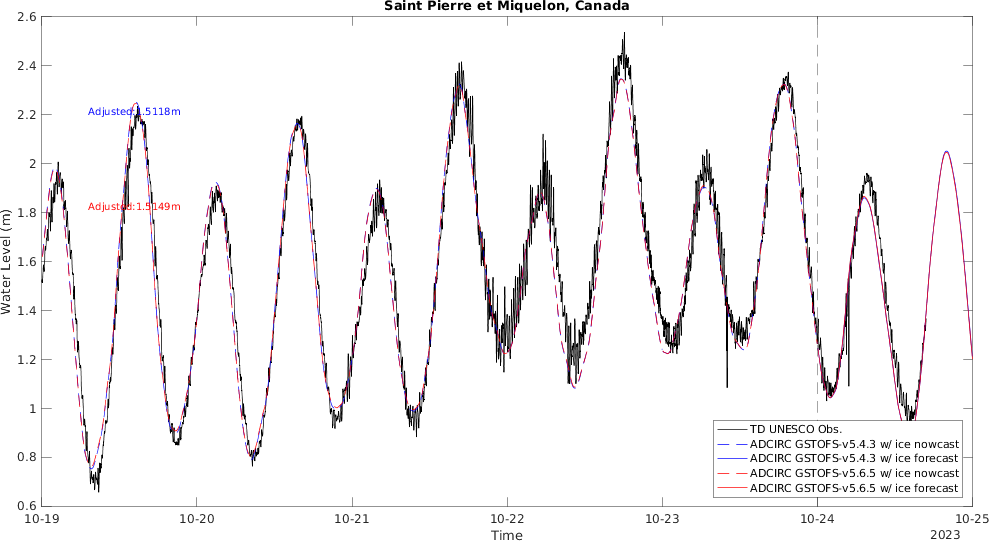 Saint Pierre et Miquelon, Canada
2.6
2.4
2.2
2
1.8
1.6
1.4
1.2
1
0.8
0.6
Water Level (m)
Adjusted:1.5118m
Adjusted:1.5149m
TD UNESCO Obs.
ADCIRC GSTOFS-v5.4.3 w/ ice nowcast
ADCIRC GSTOFS-v5.4.3 w/ ice forecast
ADCIRC GSTOFS-v5.6.5 w/ ice nowcast
ADCIRC GSTOFS-v5.6.5 w/ ice forecast
10-19 10-20 10-21 10-22 10-23 10-24 10-25
Time
2023